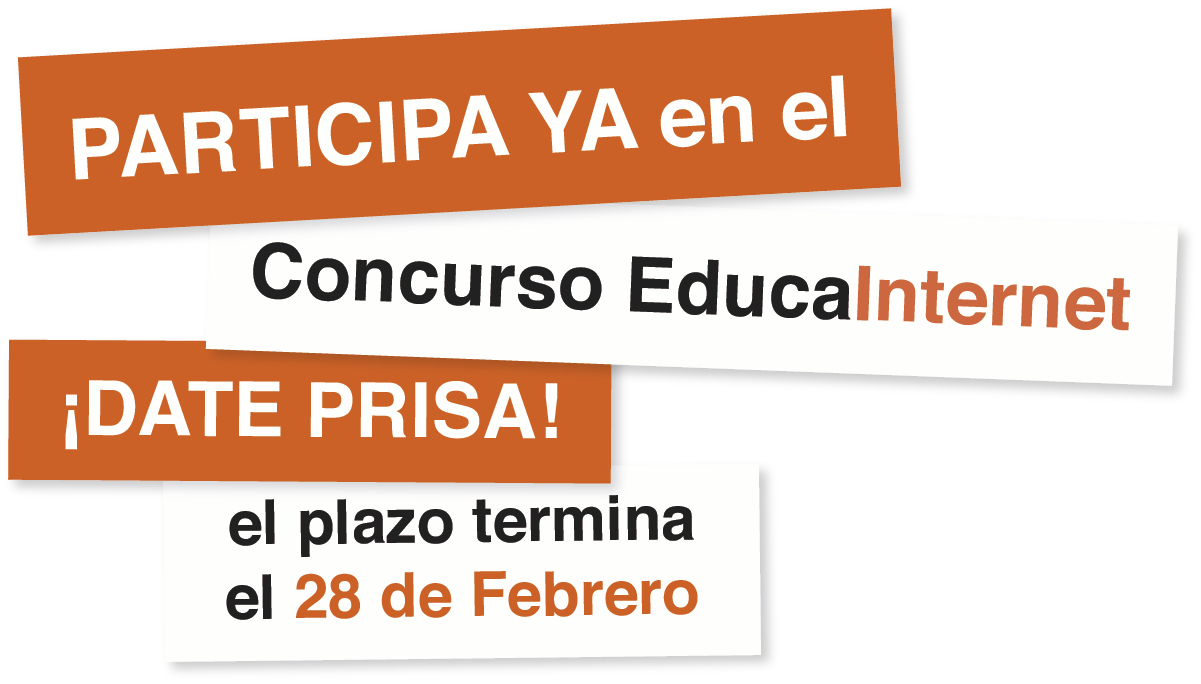 PARTICIPA YA en el
Concurso EducaInternet
¡DATE PRISA!
el plazo termina
el 28 de Febrero